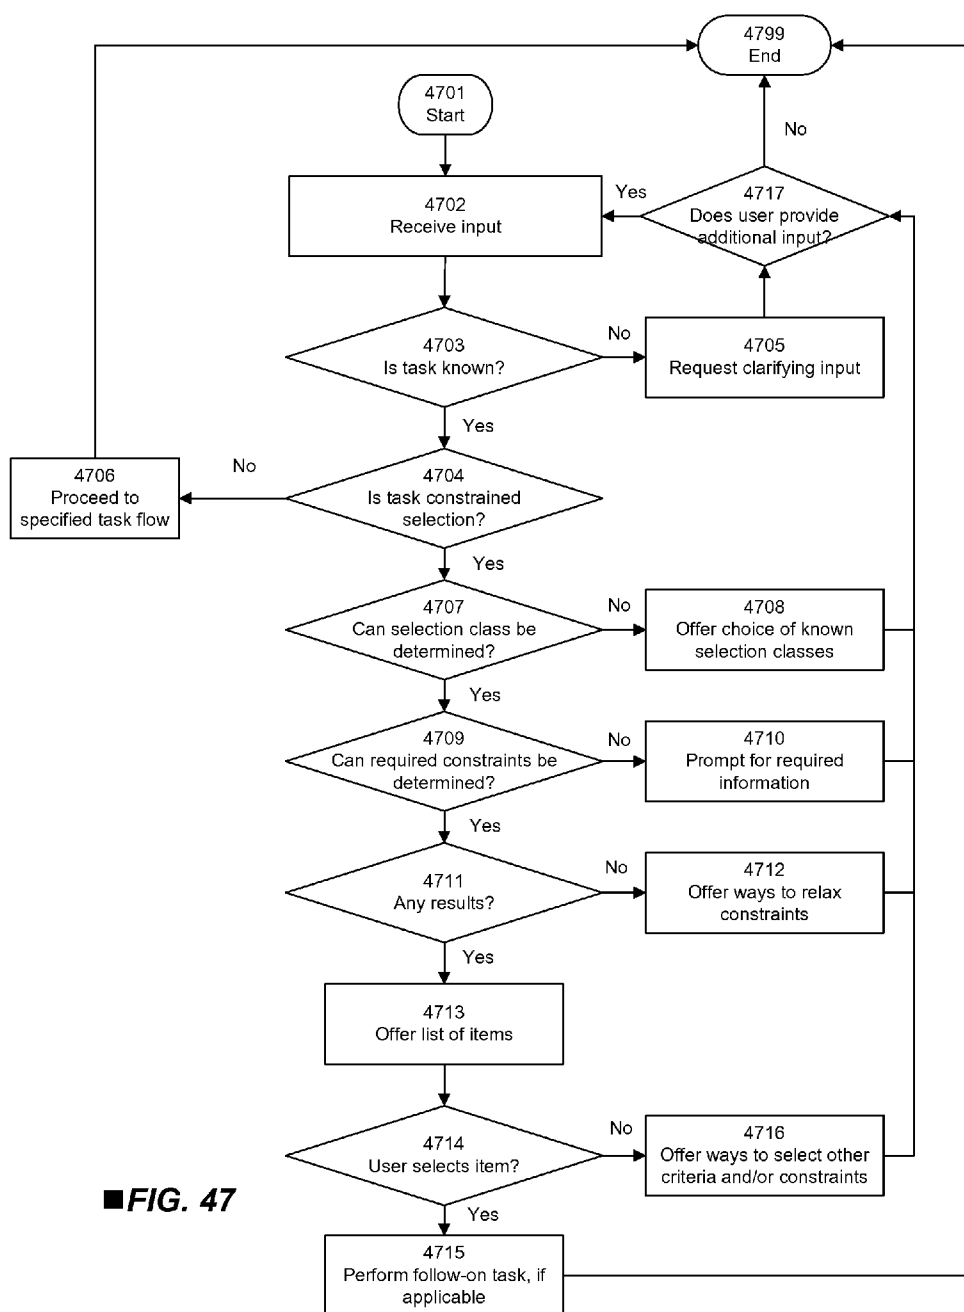 4799
End
4701
Start
No
Yes
4717
Does user provide
additional input?
4702
Receive input
4703
Is task known?
No
4705
Request clarifying input
Yes
4706
Proceed to
specified task flow
No
4704
Is task constrained
selection?
Yes
4707
Can selection class be
determined?
No
4708
Offer choice of known
selection classes
Yes
4709
Can required constraints be
determined?
No
4710
Prompt for required
information
Yes
4711
Any results?
No
4712
Offer ways to relax
constraints
Yes
4713
Offer list of items
4714
User selects item?
No
4716
Offer ways to select other
criteria and/or constraints
Yes
FIG. 47
4715
Perform follow-on task, if
applicable